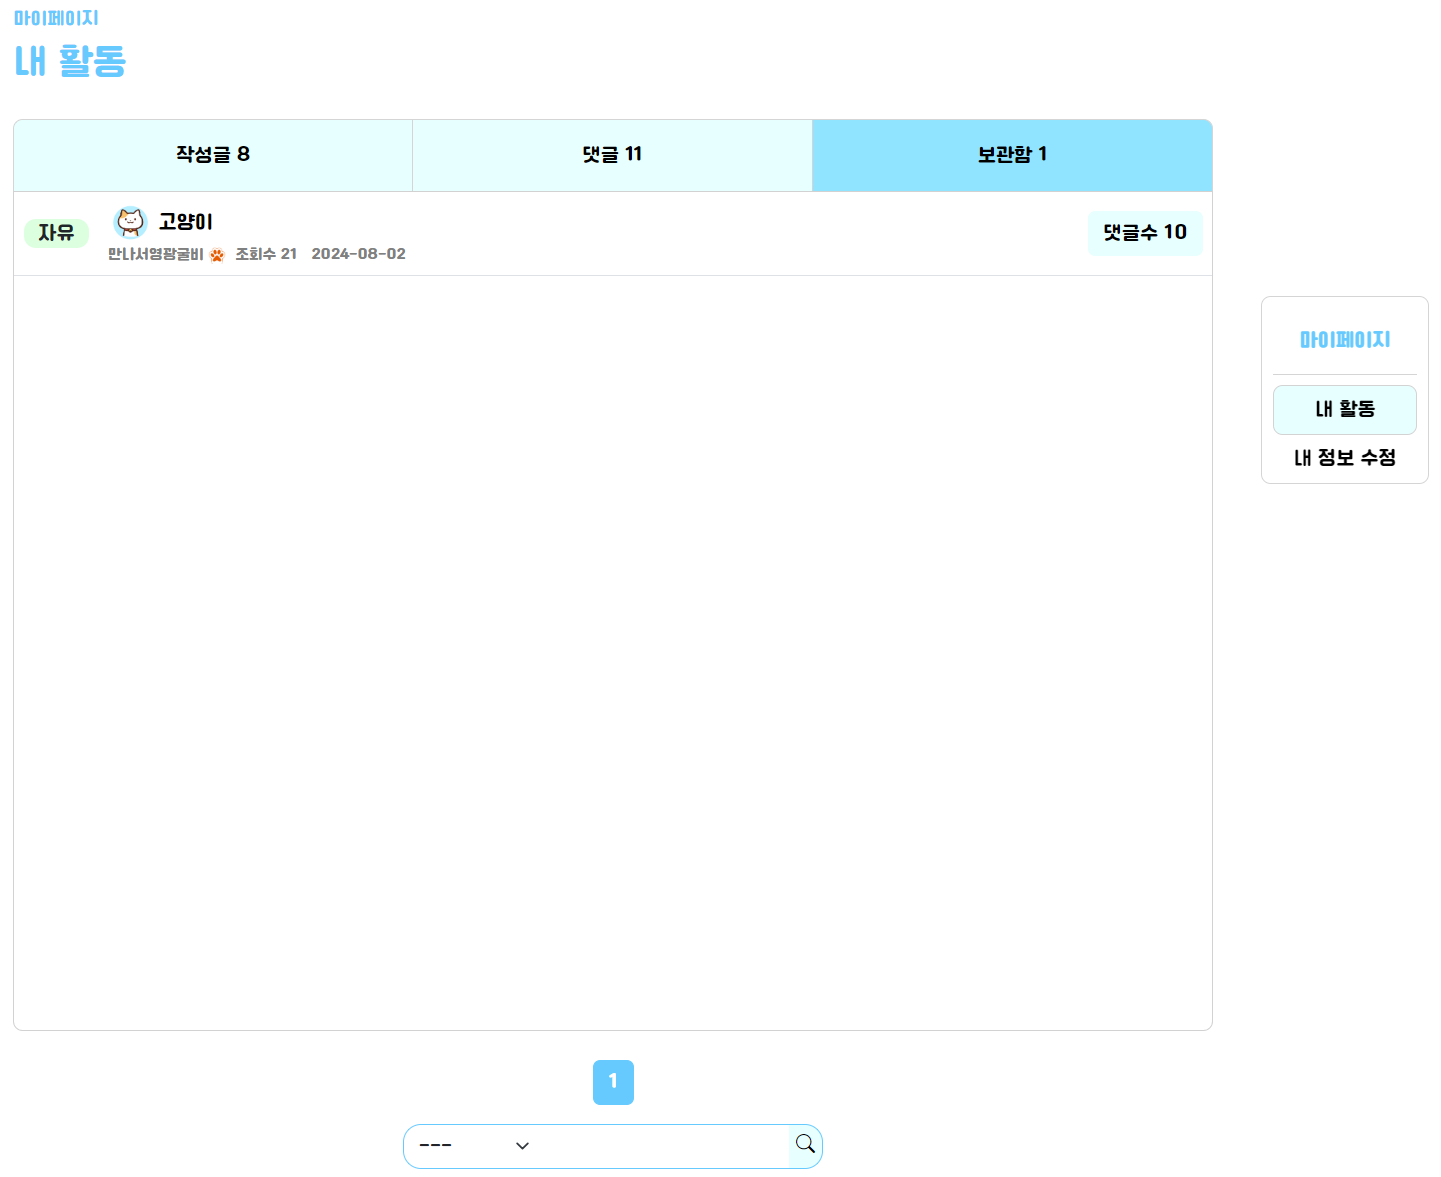 마이페이지
내 활동
작성글 8
댓글 11
보관함 1
자유
고양이
만나서영광굴비 조회수 21 2024-08-02
댓글수 10
마이페이지
내 활동
내 정보 수정
1
---